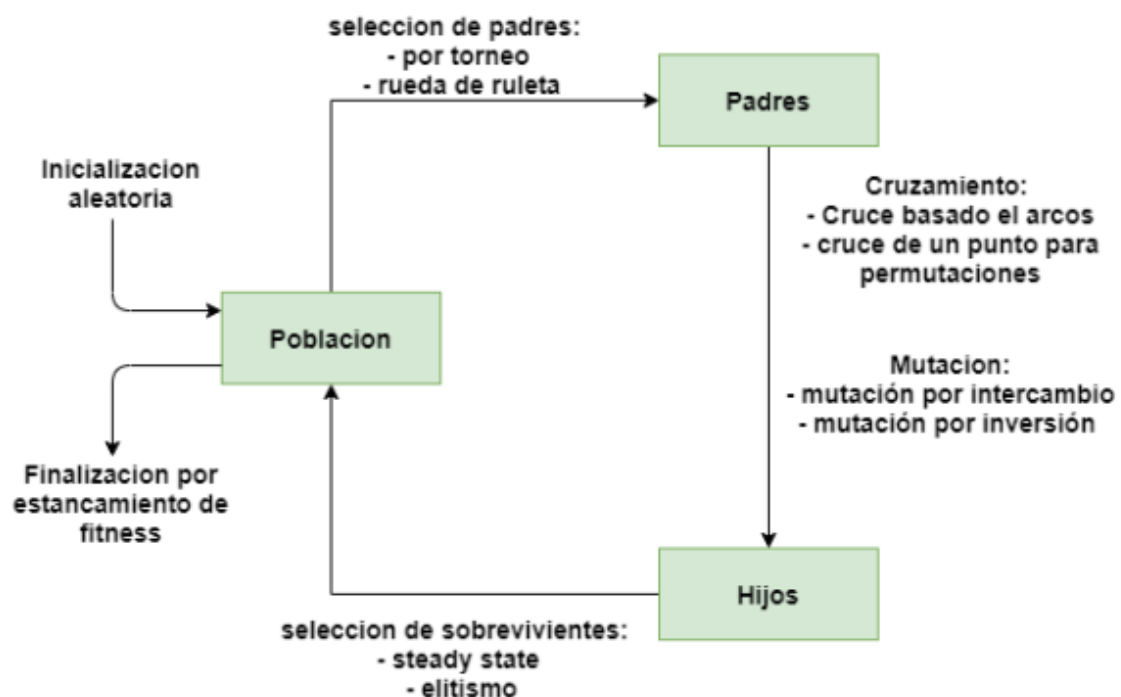 seleccion de padres:
- por torneo
- rueda de ruleta
Padres
Inicializacion
aleatoria
Cruzamiento:
- Cruce basado el arcos
- cruce de un punto para
permutaciones
Poblacion
Mutacion:
- mutación por intercambio
- mutación por inversión
Finalizacion por
estancamiento de
fitness
Hijos
seleccion de sobrevivientes:
- steady state
- elitismo